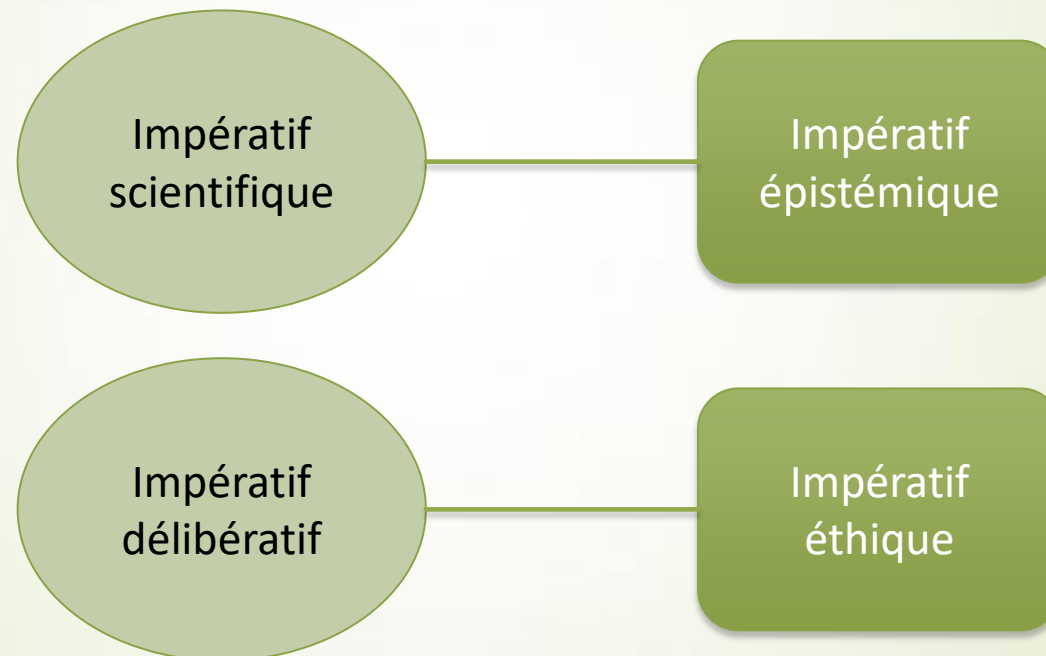 Impératif
scientifique
Impératif
épistémique
Impératif
délibératif
Impératif
éthique